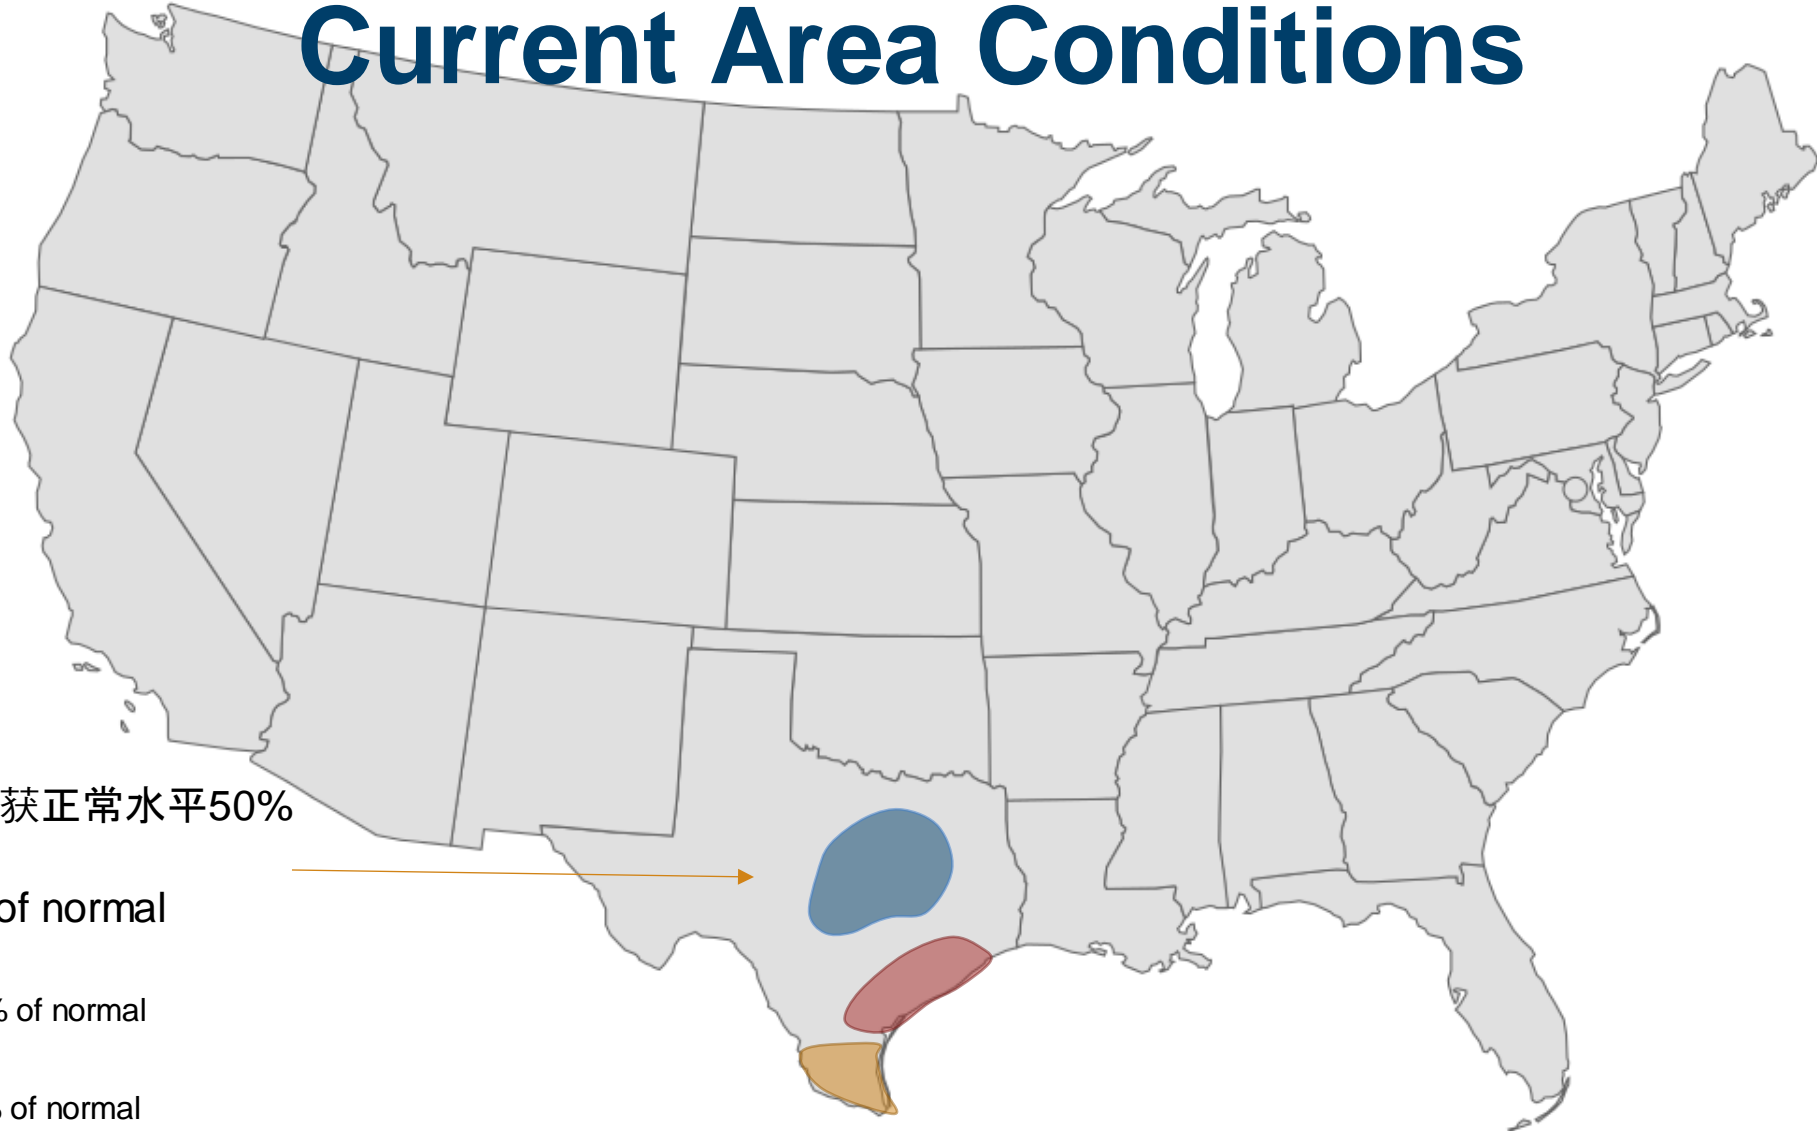 Current Area Conditions
获正常水平50%
of normal
% of normal
% of normal